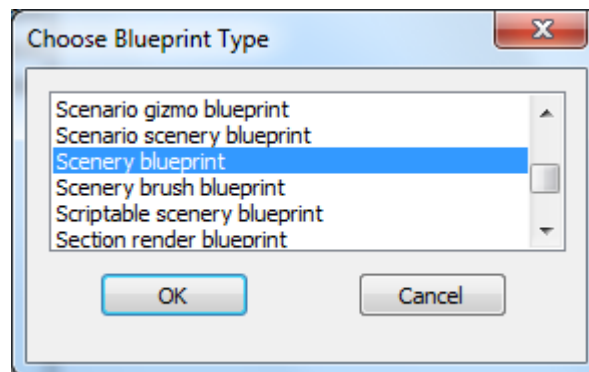 Choose Blueprint Type
Scenario gizmo blueprint
Scenario scenery blueprint
Scenery blueprint
Scenery brush blueprint
Scriptable scenery blueprint
Section render blueprint
OK Cancel